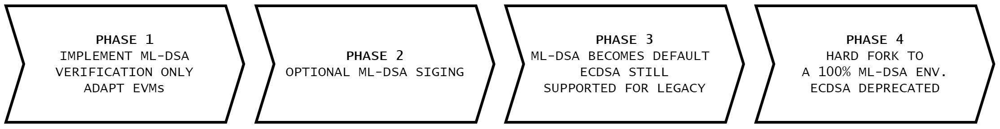 PHASE 1
IMPLEMENT ML-DSA
VERIFICATION ONLY
ADAPT EVMs
PHASE 2
OPTIONAL ML-DSA SIGING
PHASE 3
ML-DSA BECOMES DEFAULT
ECDSA STILL
SUPPORTED FOR LEGACY
PHASE 4
HARD FORK TO
A 100% ML-DSA ENV.
ECDSA DEPRECATED